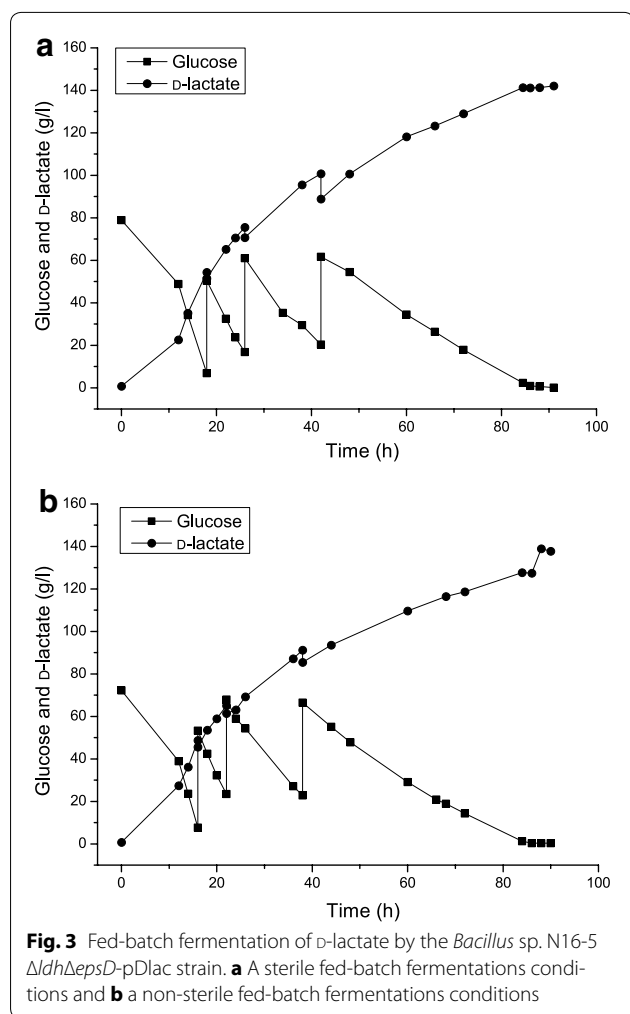 a
160
140
120
100
80
60
40
20
0
Glucose and D-lactate (g/l)
Glucose
D-lactate
0 20 40 60 80 100
Time (h)
b
160
140
120
100
80
60
40
20
0
Glucose and D-lactate (g/l)
Glucose
D-lactate
0 20 40 60 80 100
Time (h)
Fig. 3 Fed-batch fermentation of D-lactate by the Bacillus sp. N16-5
ΔldhΔepsD-pDlac strain. a A sterile fed-batch fermentations condi-
tions and b a non-sterile fed-batch fermentations conditions